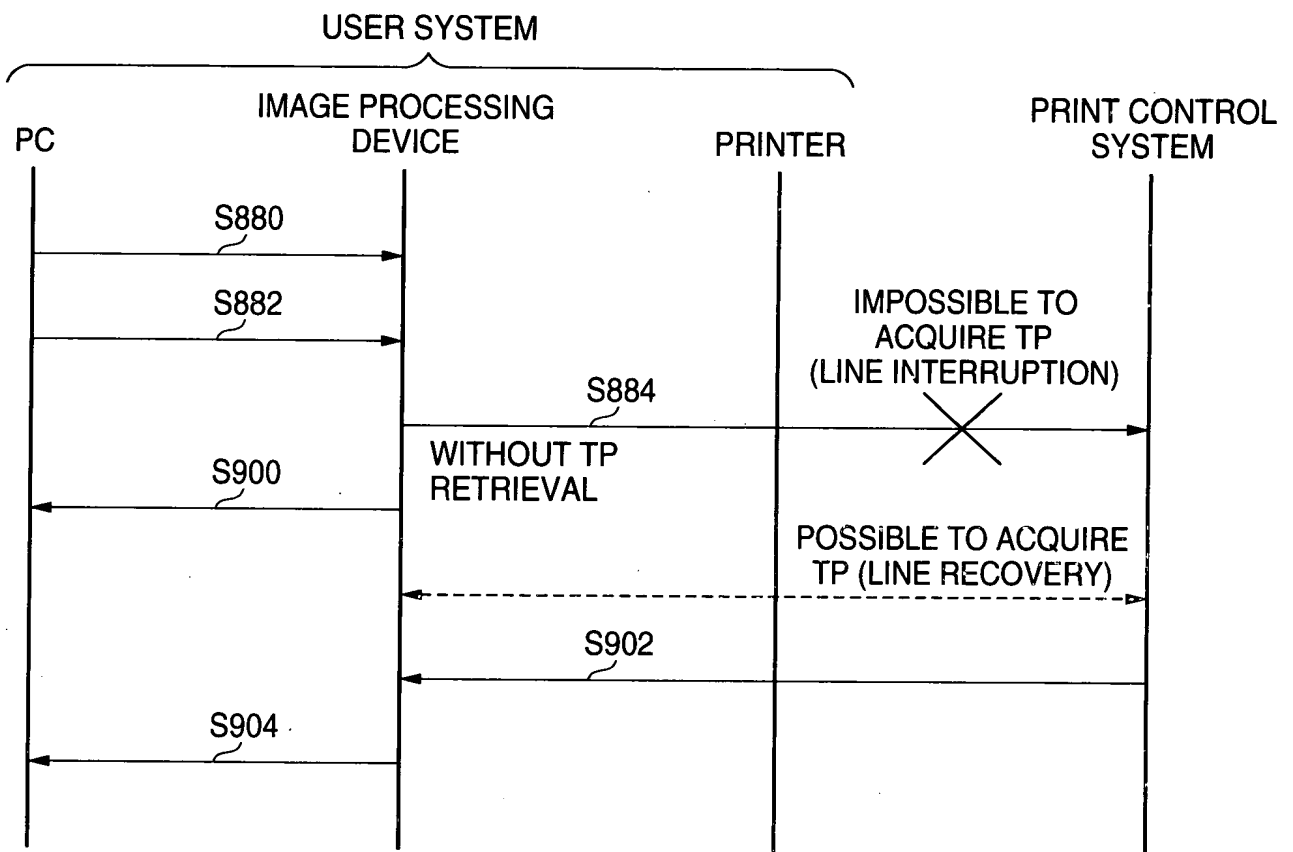 USER SYSTEM
IMAGE PROCESSING
DEVICE
PC
PRINTER
PRINT CONTROL
SYSTEM
S880
S882
IMPOSSIBLE TO
ACQUIRE TP
(LINE INTERRUPTION)
S884
WITHOUT TP
RETRIEVAL
S900
POSSIBLE TO ACQUIRE
TP (LINE RECOVERY)
S902
S904